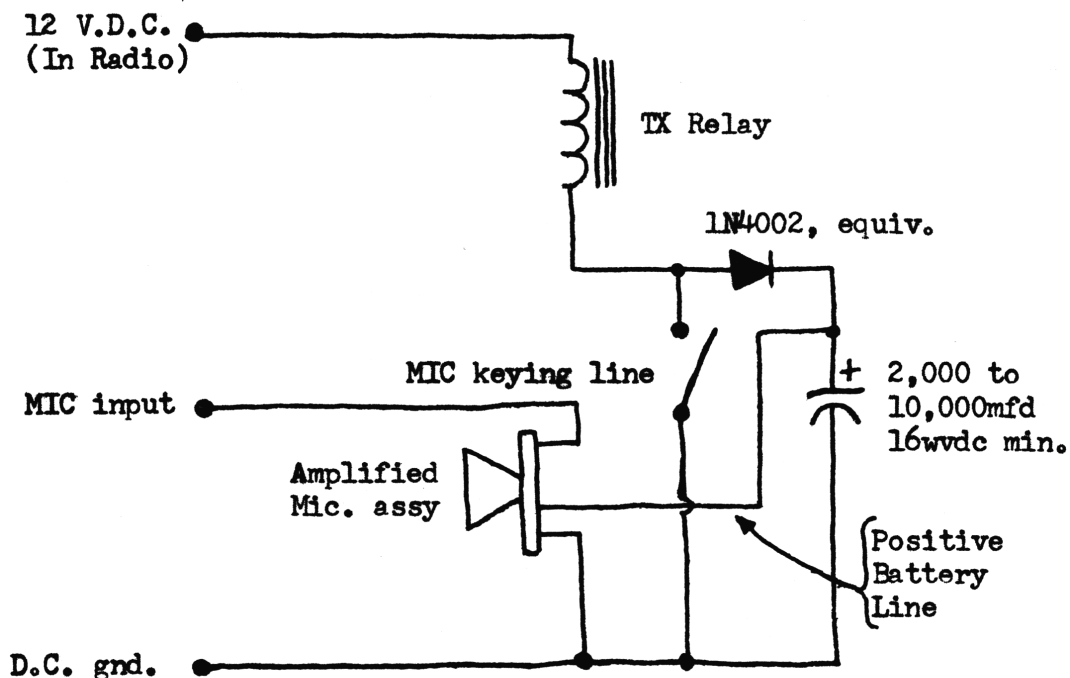 12 V.D.C.
(In Radio)
TX Relay
1N4002, equiv.
MIC keying line
+ 2,000 to
10,000mfd
16wvdc min.
MIC input
Amplified
Mic. assy
Positive
Battery
Line
D.C. gnd.